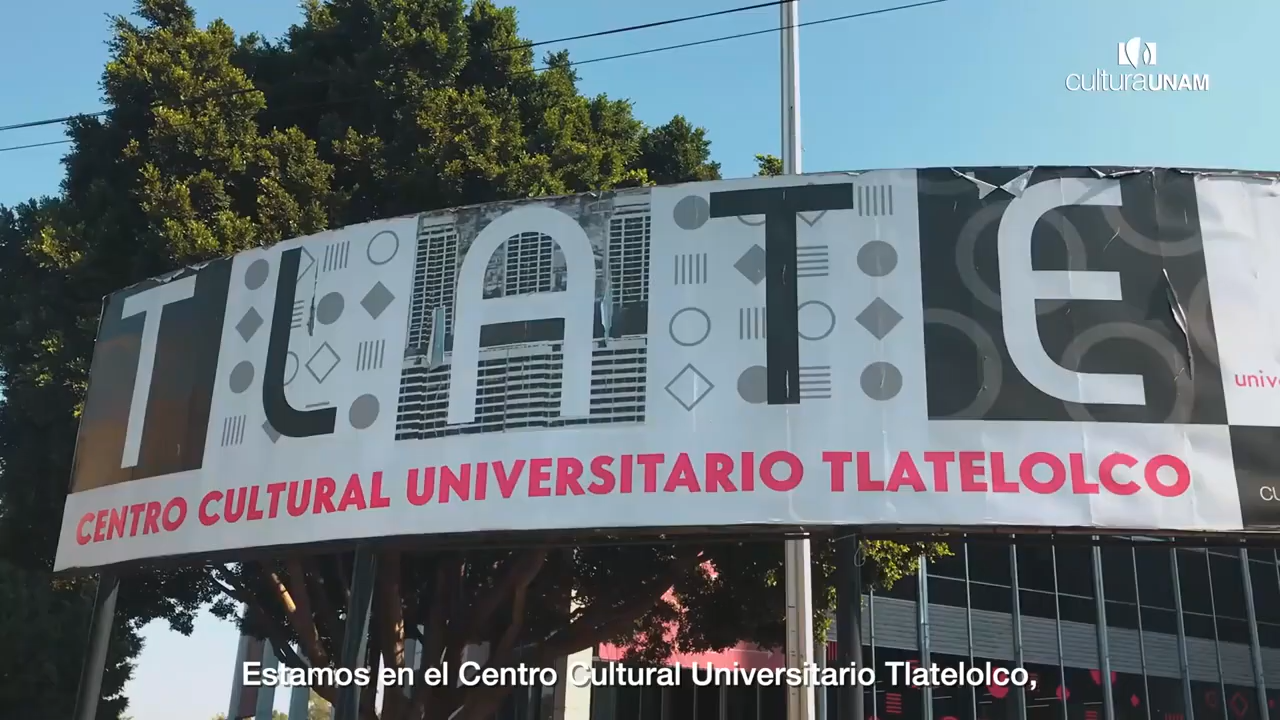 culturaUNAM
TLATE
CENTRO CULTURAL UNIVERSITARIO TLATELOLCO
Estamos en el Centro Cultural Universitario Tlatelolco,